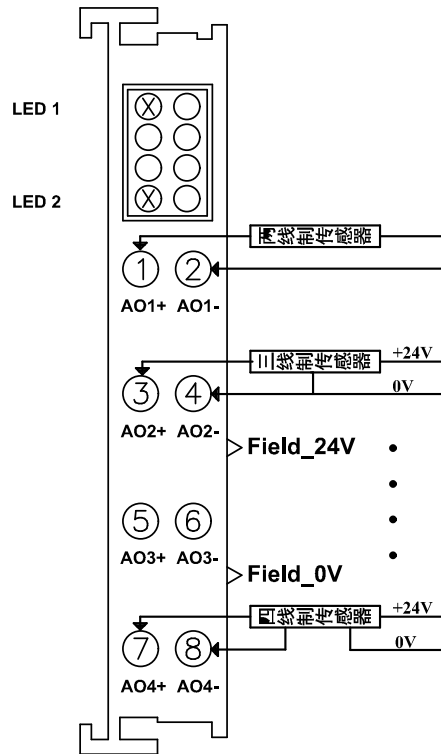 LED 1
LED 2
两线制传感器
1 2
AO1+ AO1-
三线制传感器 +24V
0V
3 4
AO2+ AO2-
Field_24V
5 6
AO3+ AO3-
Field_0V
四线制传感器 +24V
0V
7 8
AO4+ AO4-